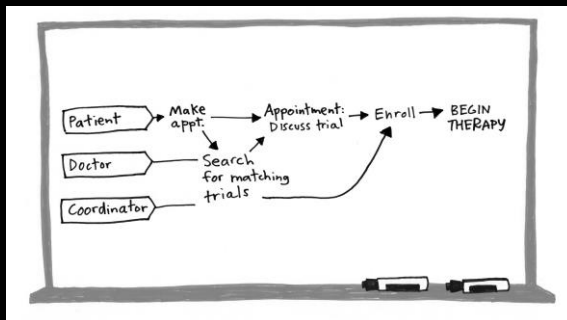 Patient
Make
appt.
Appointment:
Discuss trial
Enroll
BEGIN
THERAPY
Doctor
Search
for matching
trials
Coordinator